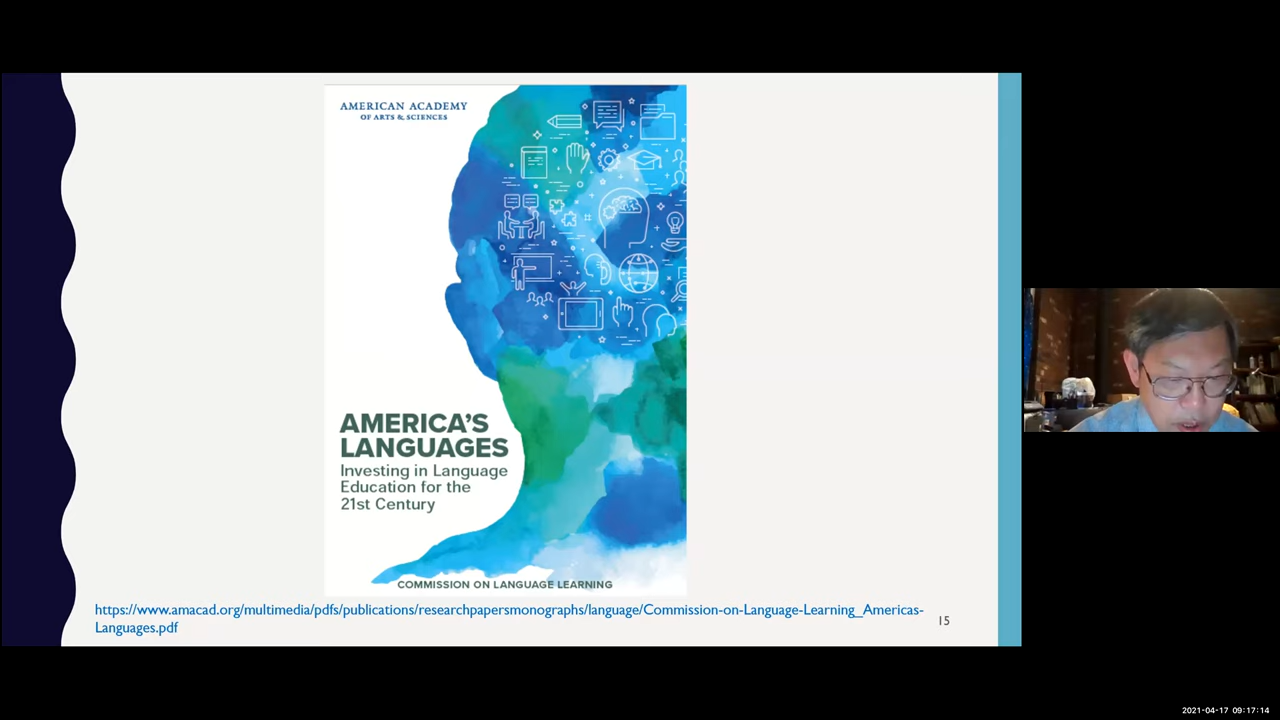 AMERICAN ACADEMY
OF ARTS & SCIENCES
AMERICA'S
LANGUAGES
Investing in Language
Education for the
21st Century
COMMISSION ON LANGUAGE LEARNING
https://www.amacad.org/multimedia/pdfs/publications/researchpapersmonographs/language/Commission-on-Language-Learning_Americas-
Languages.pdf
15
2021-04-17 09:17:14